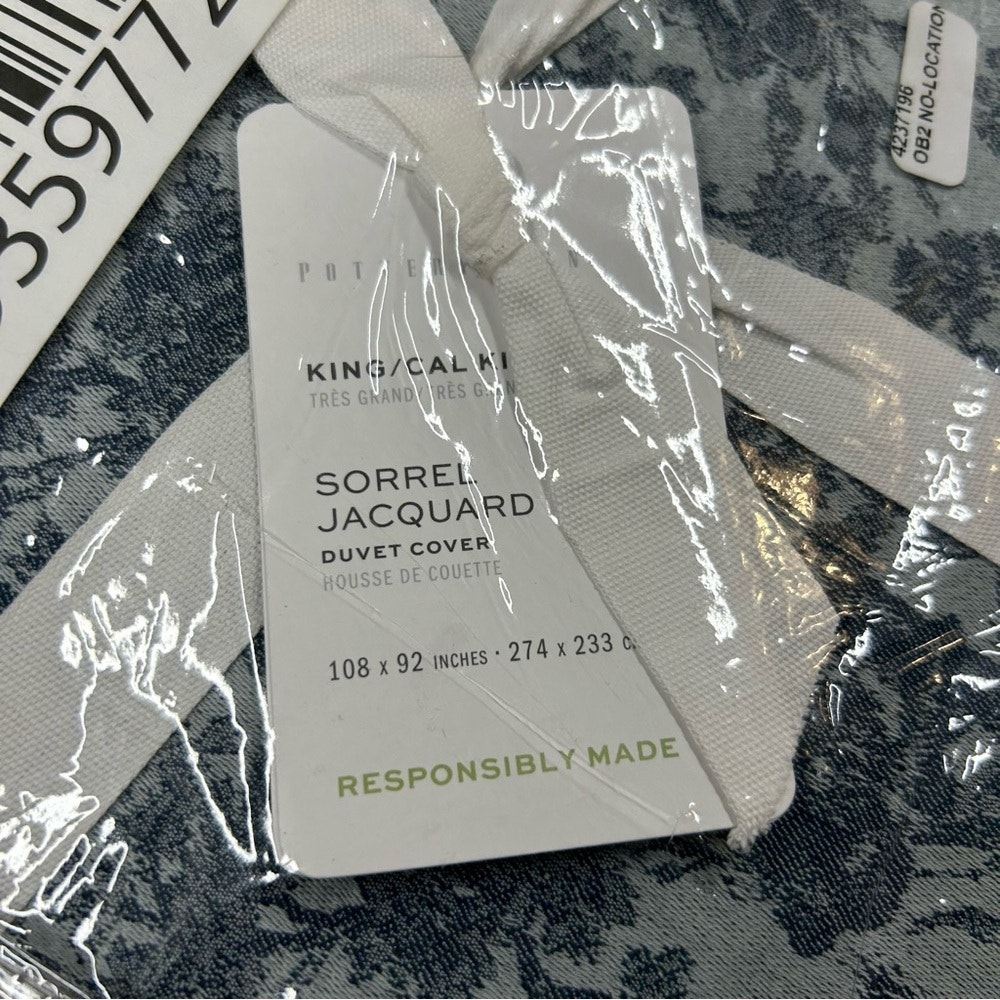 4237196
OB2 NO-LOCATION
KING/CAL KI
TRÈS GRAND/TRÈS
SORREL
JACQUARD
DUVET COVER
HOUSSE DE COUETTE
108 x 92 INCHES · 274 x 233
RESPONSIBLY MADE